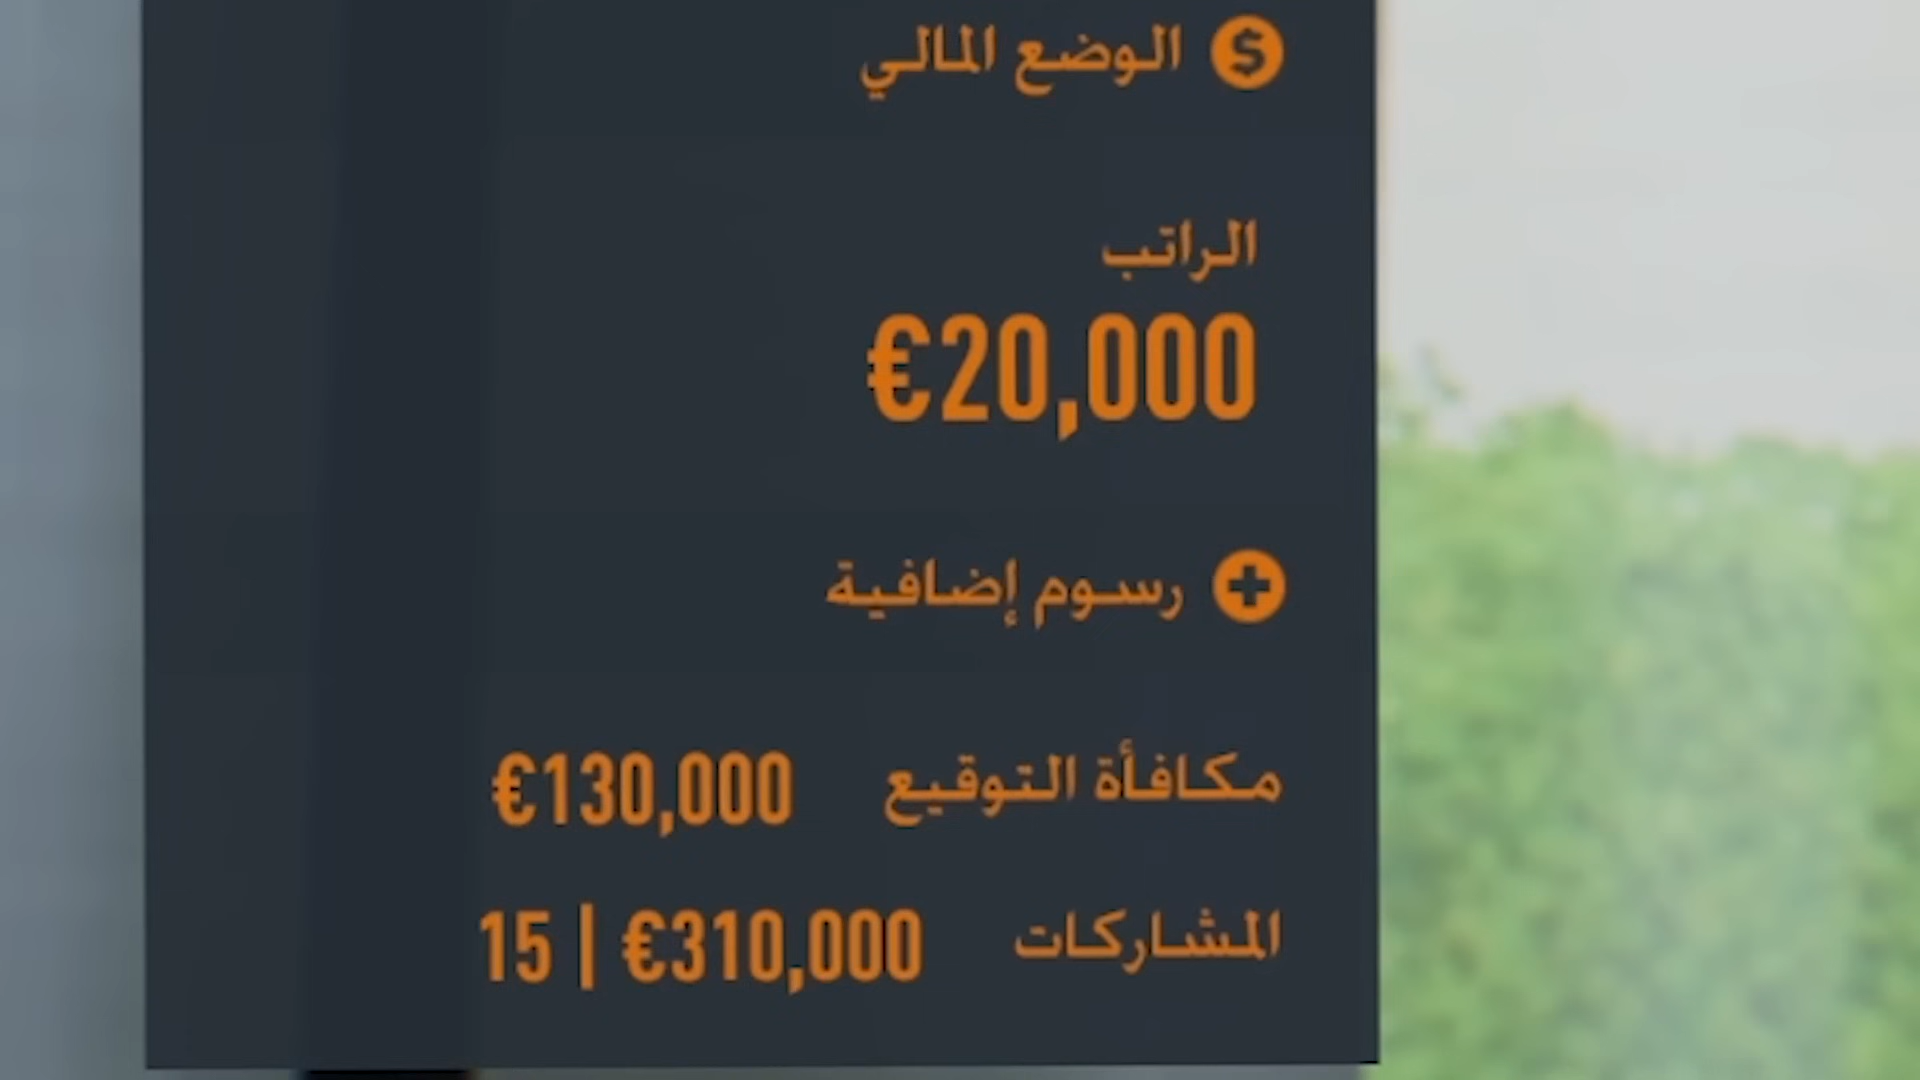 الوضع المالي
الراتب
€20,000
رسوم إضافية
مكافأة التوقيع €130,000
المشاركات €310,000 | 15